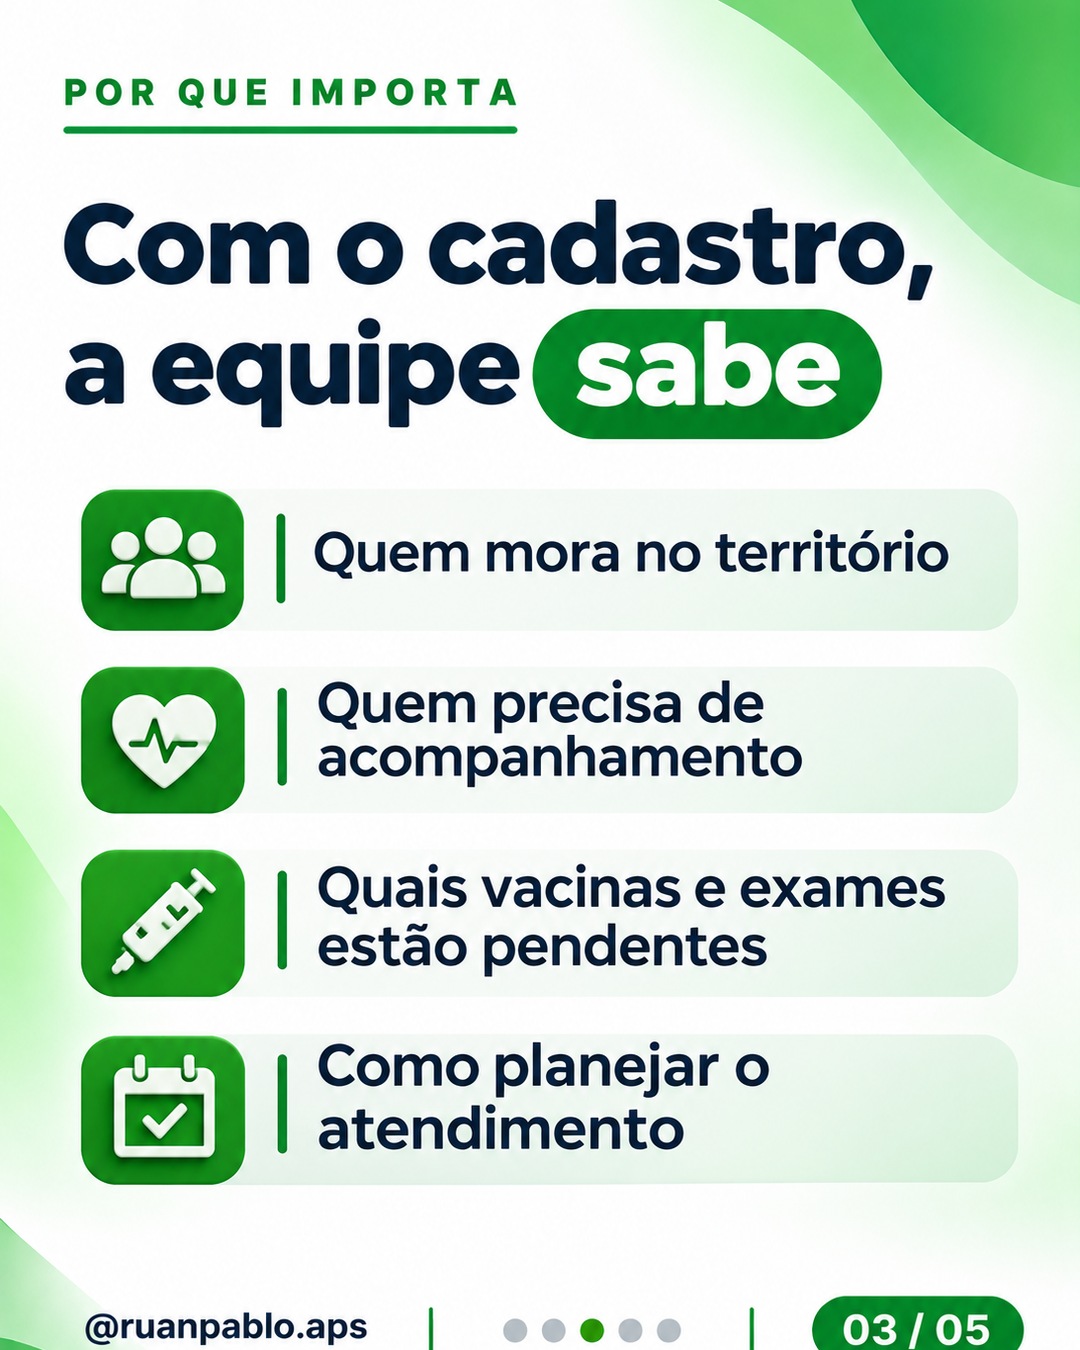 POR QUE IMPORTA
Com o cadastro,
a equipe sabe
Quem mora no território
Quem precisa de
acompanhamento
Quais vacinas e exames
estão pendentes
Como planejar o
atendimento
@ruanpablo.aps
03 / 05